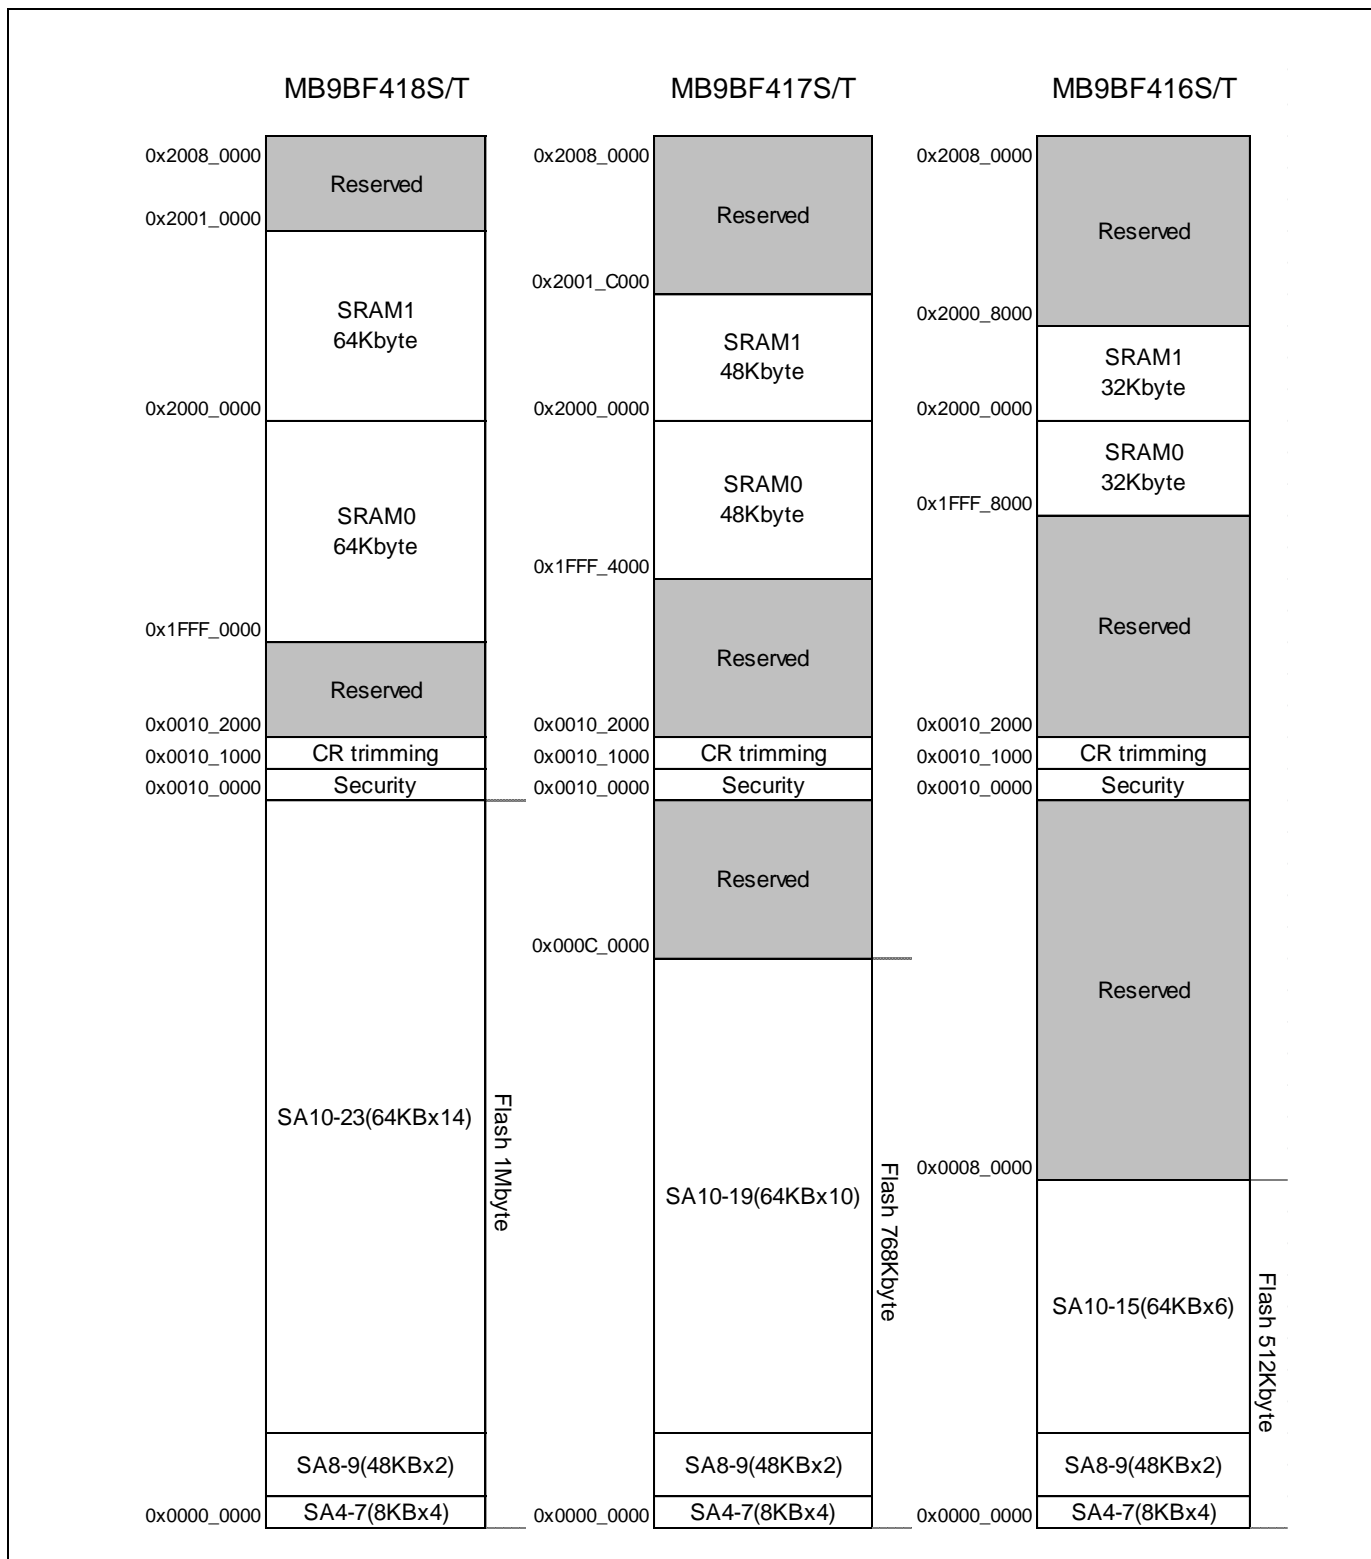 MB9BF418S/T
0x2008_0000
Reserved
0x2001_0000
SRAM1
64Kbyte
0x2000_0000
SRAM0
64Kbyte
0x1FFF_0000
Reserved
0x0010_2000
CR trimming
0x0010_1000
Security
0x0010_0000
SA10-23(64KBx14)
Flash 1Mbyte
SA8-9(48KBx2)
SA4-7(8KBx4)
0x0000_0000
MB9BF417S/T
0x2008_0000
Reserved
0x2001_C000
SRAM1
48Kbyte
0x2000_0000
SRAM0
48Kbyte
0x1FFF_4000
Reserved
0x0010_2000
CR trimming
0x0010_1000
Security
0x0010_0000
Reserved
0x000C_0000
SA10-19(64KBx10)
Flash 768Kbyte
SA8-9(48KBx2)
SA4-7(8KBx4)
0x0000_0000
MB9BF416S/T
0x2008_0000
Reserved
0x2000_8000
SRAM1
32Kbyte
0x2000_0000
SRAM0
32Kbyte
0x1FFF_8000
Reserved
0x0010_2000
CR trimming
0x0010_1000
Security
0x0010_0000
Reserved
0x0008_0000
SA10-15(64KBx6)
Flash 512Kbyte
SA8-9(48KBx2)
SA4-7(8KBx4)
0x0000_0000